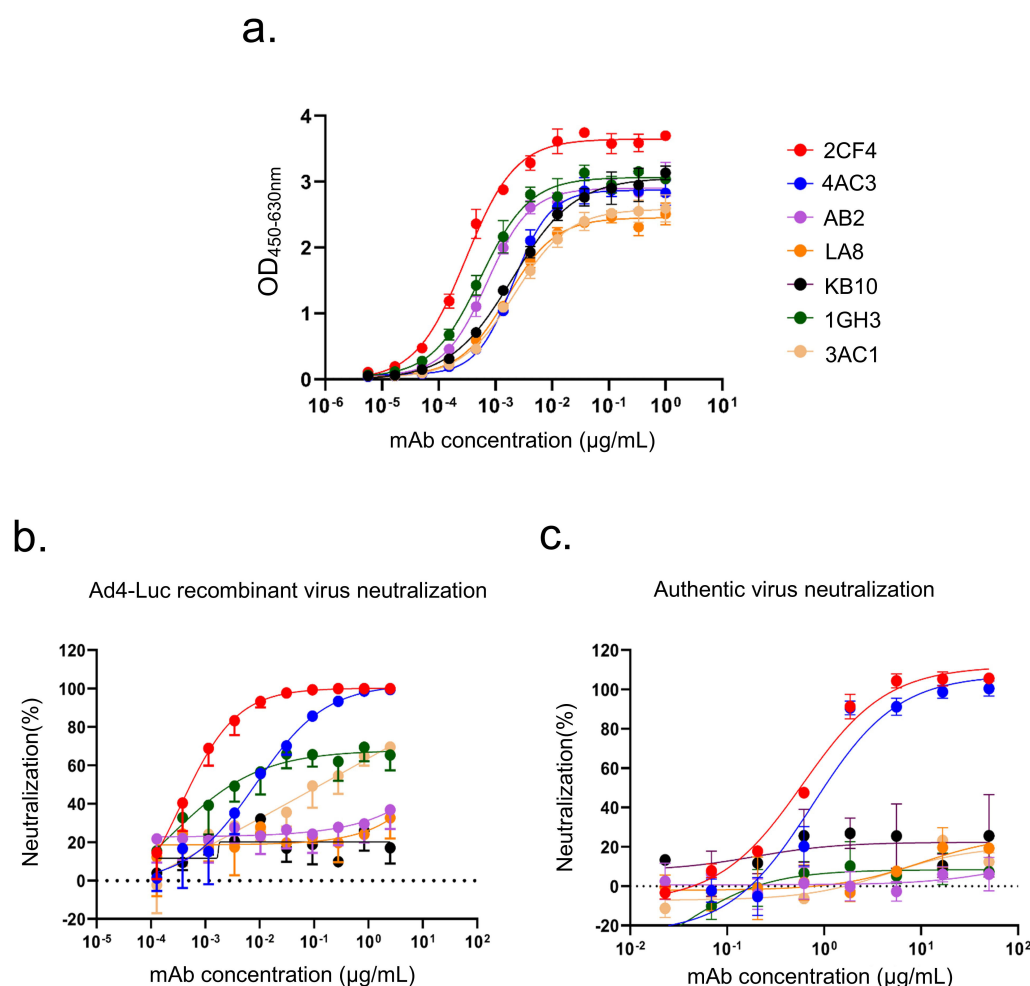 a.
4
3
2
1
0
OD450-630nm
10-6
10-5
10-4
10-3
10-2
10-1
100
101
mAb concentration (µg/mL)
2CF4
4AC3
AB2
LA8
KB10
1GH3
3AC1
b.
Ad4-Luc recombinant virus neutralization
120
100
80
60
40
20
0
-20
Neutralization(%)
10-5
10-4
10-3
10-2
10-1
100
101
102
mAb concentration (µg/mL)
c.
Authentic virus neutralization
120
100
80
60
40
20
0
-20
Neutralization(%)
10-2
10-1
100
101
102
mAb concentration (µg/mL)